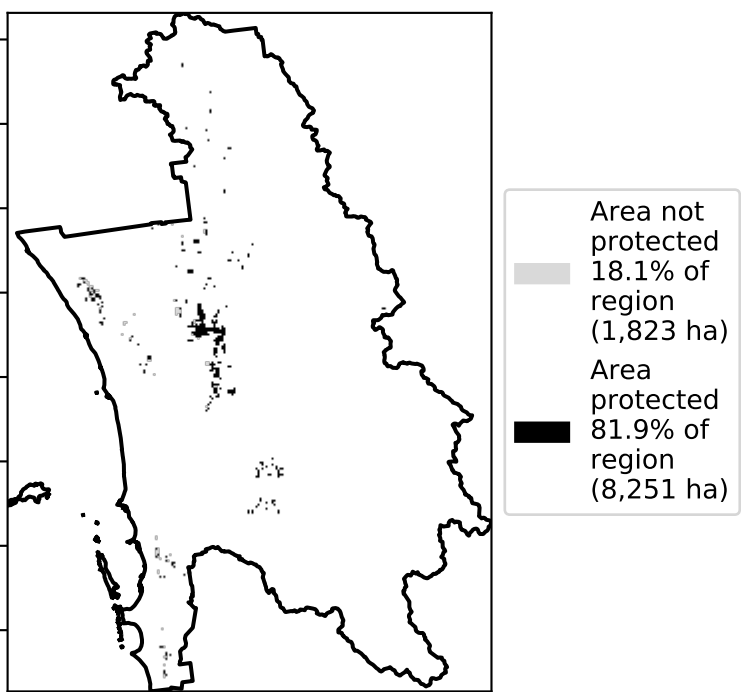 Area not
protected
18.1% of
region
(1,823 ha)
Area
protected
81.9% of
region
(8,251 ha)